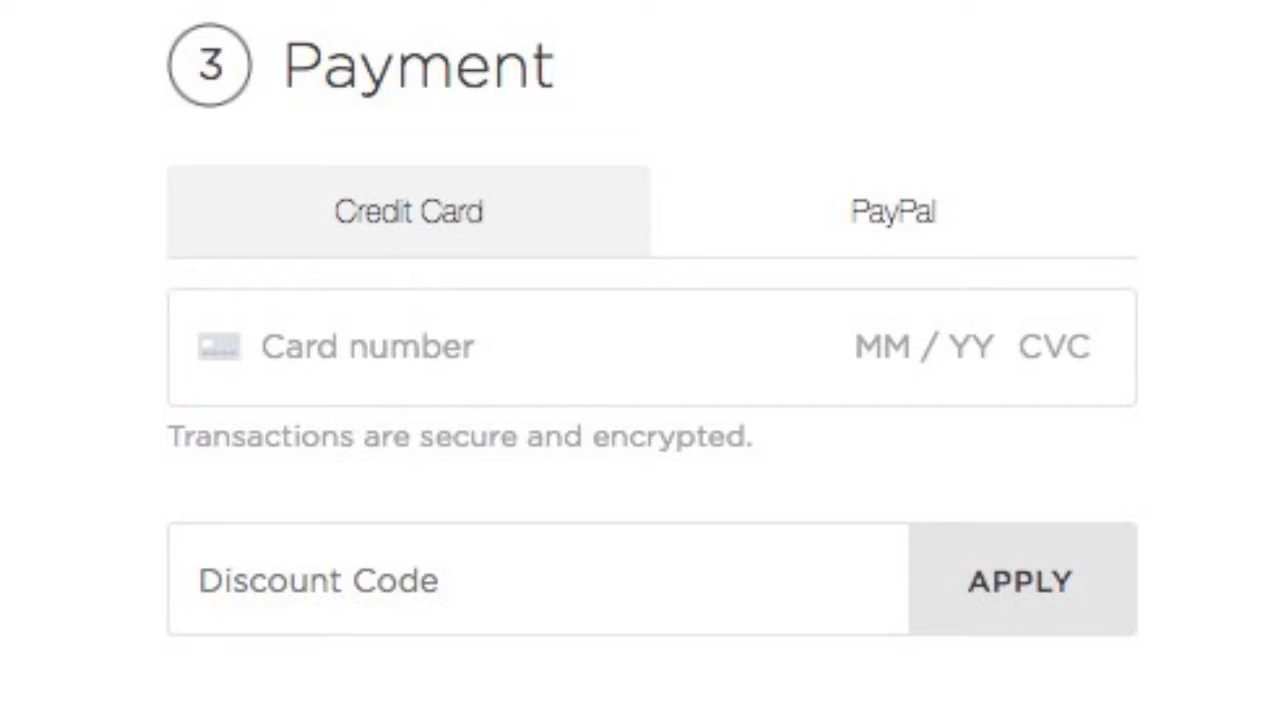 3 Payment
Credit Card PayPal
Card number MM / YY CVC
Transactions are secure and encrypted.
Discount Code APPLY